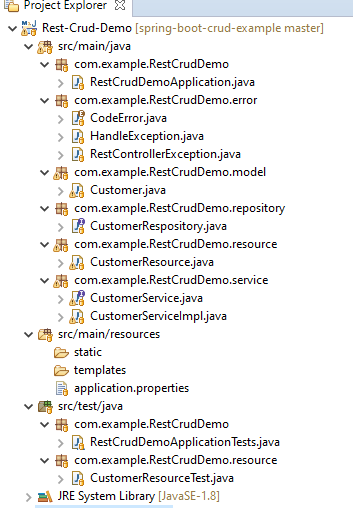 Project Explorer
Rest-Crud-Demo [spring-boot-crud-example master]
src/main/java
com.example.RestCrudDemo
RestCrudDemoApplication.java
com.example.RestCrudDemo.error
CodeError.java
HandleException.java
RestControllerException.java
com.example.RestCrudDemo.model
Customer.java
com.example.RestCrudDemo.repository
CustomerRespository.java
com.example.RestCrudDemo.resource
CustomerResource.java
com.example.RestCrudDemo.service
CustomerService.java
CustomerServiceImpl.java
src/main/resources
static
templates
application.properties
src/test/java
com.example.RestCrudDemo
RestCrudDemoApplicationTests.java
com.example.RestCrudDemo.resource
CustomerResourceTest.java
JRE System Library [JavaSE-1.8]